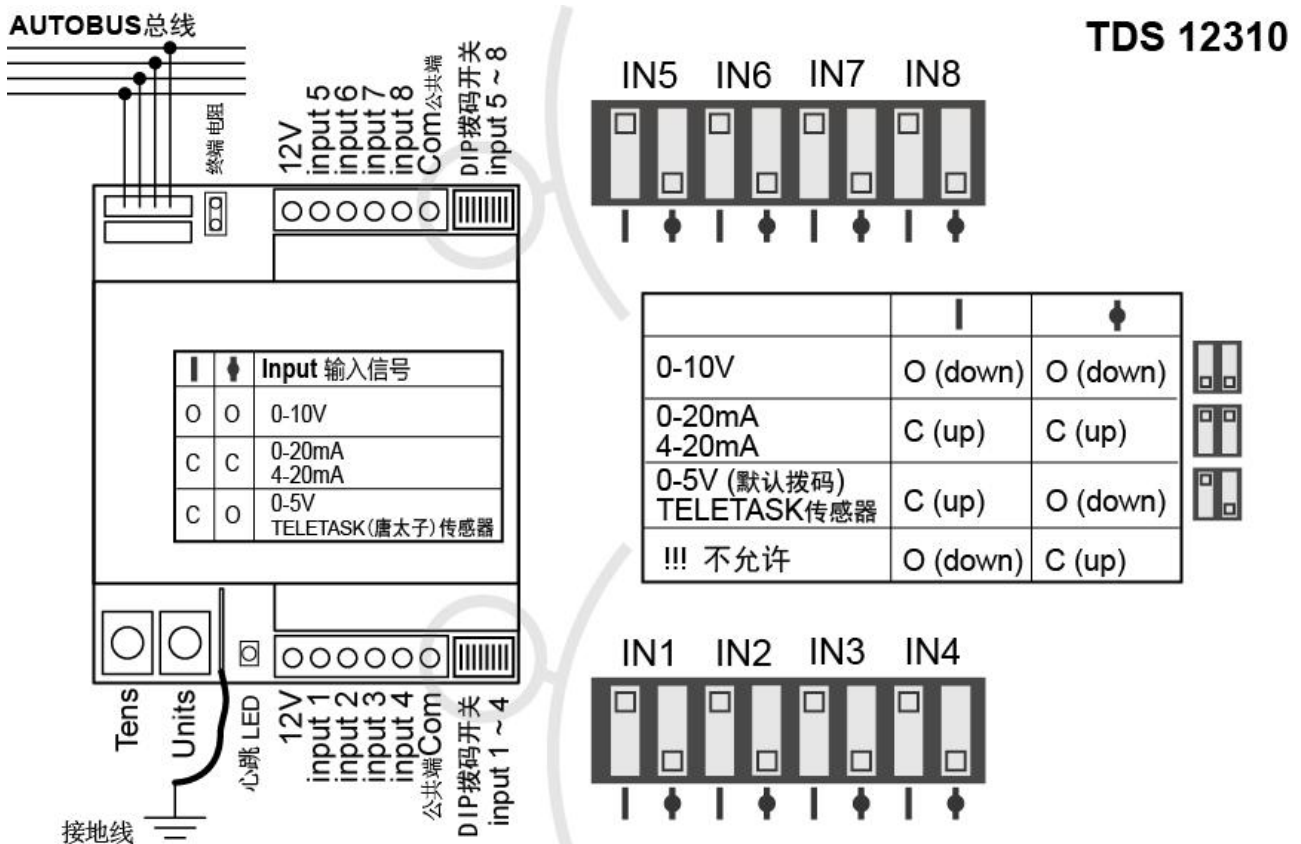 AUTOBUS总线
TDS 12310
终端电阻
12V
input 5
input 6
input 7
input 8
Com公共端
DIP拨码开关
input 5 ~ 8
IN5 IN6 IN7 IN8
Input 输入信号
O O 0-10V
C C 0-20mA
4-20mA
C O 0-5V
TELETASK(唐太子)传感器
0-10V O (down) O (down)
0-20mA
4-20mA C (up) C (up)
0-5V (默认拨码)
TELETASK传感器 C (up) O (down)
!!! 不允许 O (down) C (up)
Tens
Units
心跳 LED
12V
input 1
input 2
input 3
input 4
公共端Com
DIP拨码开关
input 1 ~ 4
接地线
IN1 IN2 IN3 IN4